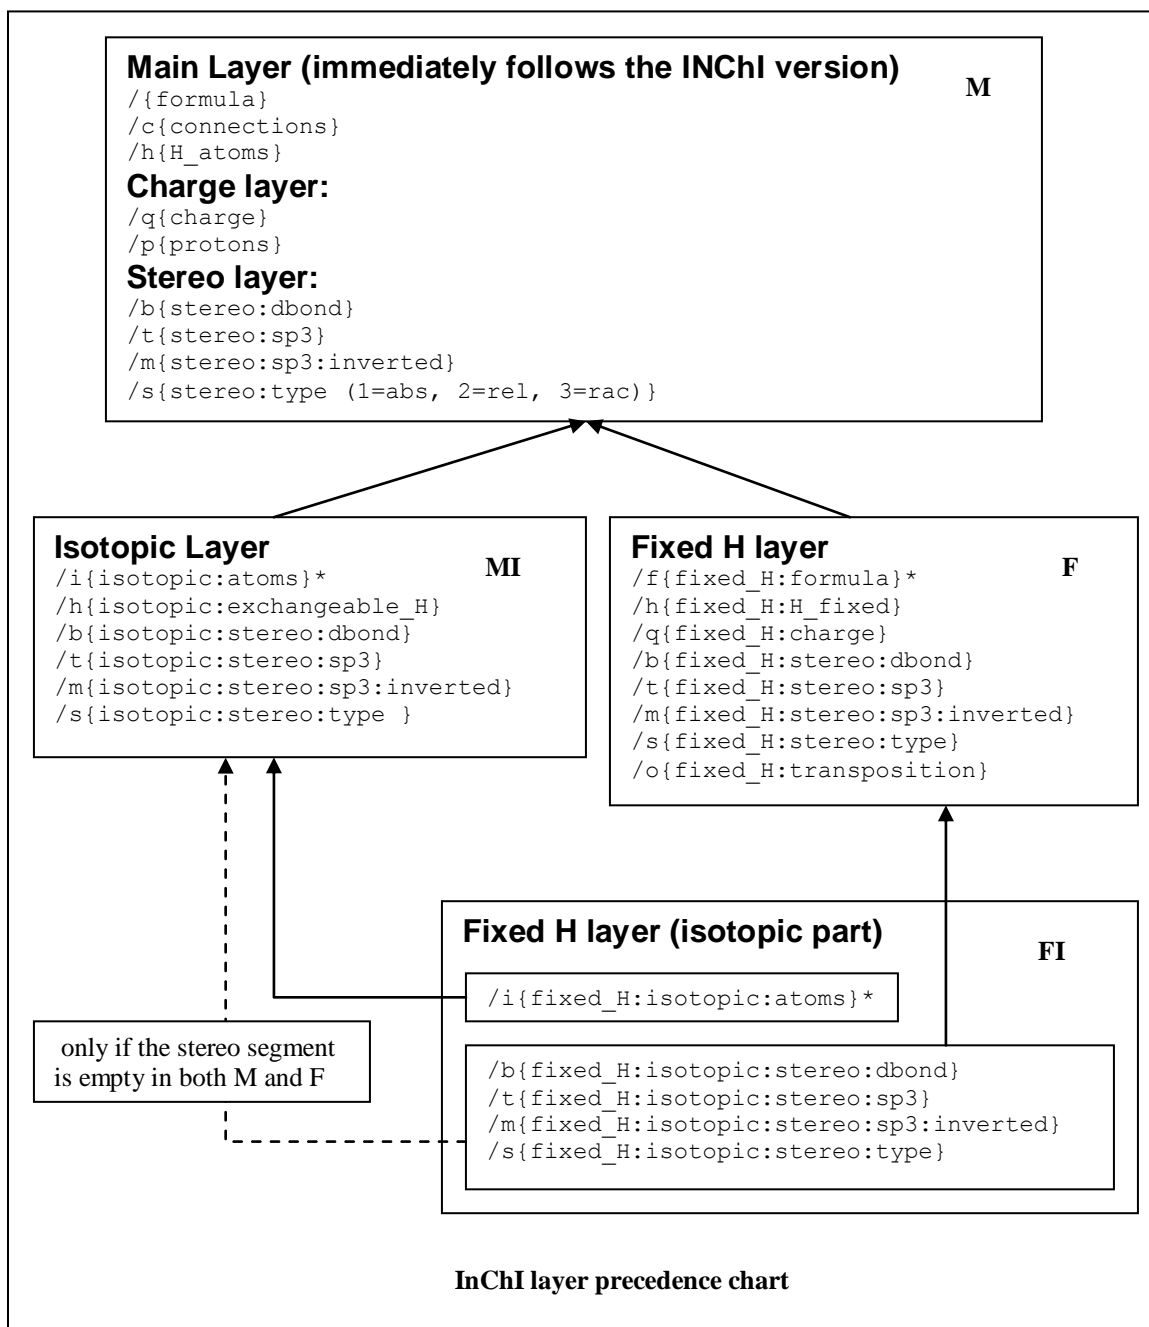 Main Layer (immediately follows the INChI version)
M
/{formula}
/c{connections}
/h{H_atoms}
Charge layer:
/q{charge}
/p{protons}
Stereo layer:
/b{stereo:dbond}
/t{stereo:sp3}
/m{stereo:sp3:inverted}
/s{stereo:type (1=abs, 2=rel, 3=rac)}
Isotopic Layer
MI
/i{isotopic:atoms}*
/h{isotopic:exchangeable_H}
/b{isotopic:stereo:dbond}
/t{isotopic:stereo:sp3}
/m{isotopic:stereo:sp3:inverted}
/s{isotopic:stereo:type }
Fixed H layer
F
/f{fixed_H:formula}*
/h{fixed_H:H_fixed}
/q{fixed_H:charge}
/b{fixed_H:stereo:dbond}
/t{fixed_H:stereo:sp3}
/m{fixed_H:stereo:sp3:inverted}
/s{fixed_H:stereo:type}
/o{fixed_H:transposition}
Fixed H layer (isotopic part)
FI
/i{fixed_H:isotopic:atoms}*
only if the stereo segment
is empty in both M and F
/b{fixed_H:isotopic:stereo:dbond}
/t{fixed_H:isotopic:stereo:sp3}
/m{fixed_H:isotopic:stereo:sp3:inverted}
/s{fixed_H:isotopic:stereo:type}
InChI layer precedence chart